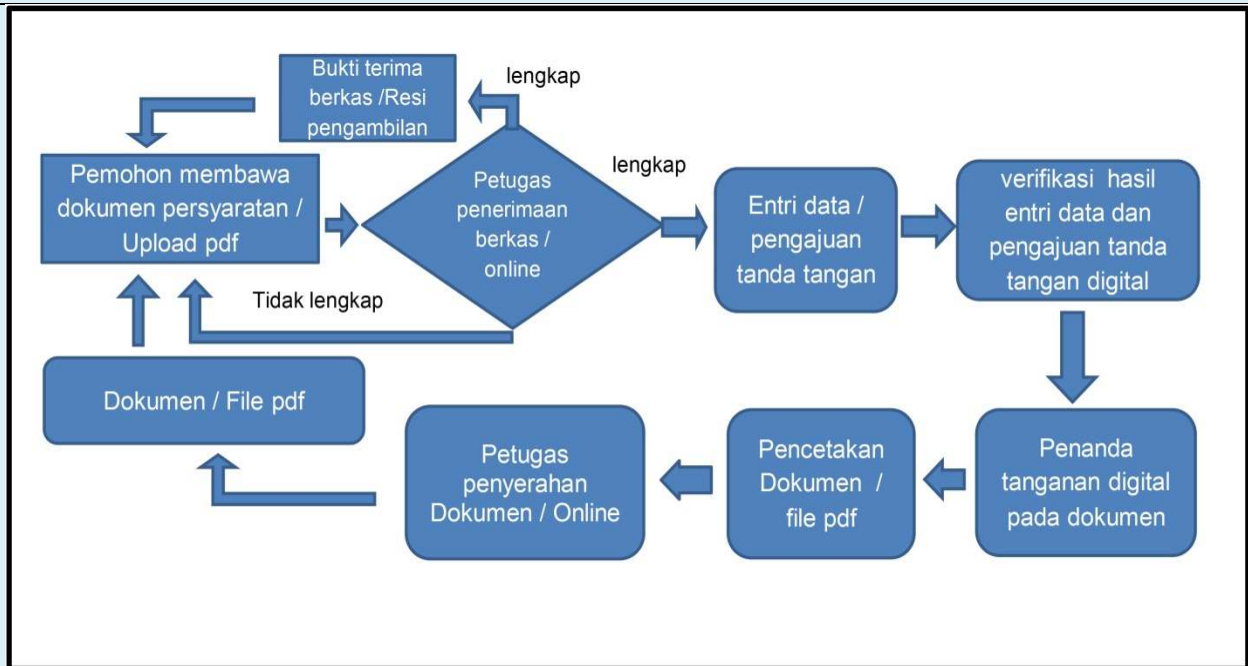 Bukti terima
berkas /Resi
pengambilan
lengkap
Pemohon membawa
dokumen persyaratan /
Upload pdf
Petugas
penerimaan
berkas /
online
lengkap
Entri data /
pengajuan
tanda tangan
verifikasi hasil
entri data dan
pengajuan tanda
tangan digital
Tidak lengkap
Dokumen / File pdf
Petugas
penyerahan
Dokumen / Online
Pencetakan
Dokumen /
file pdf
Penanda
tanganan digital
pada dokumen